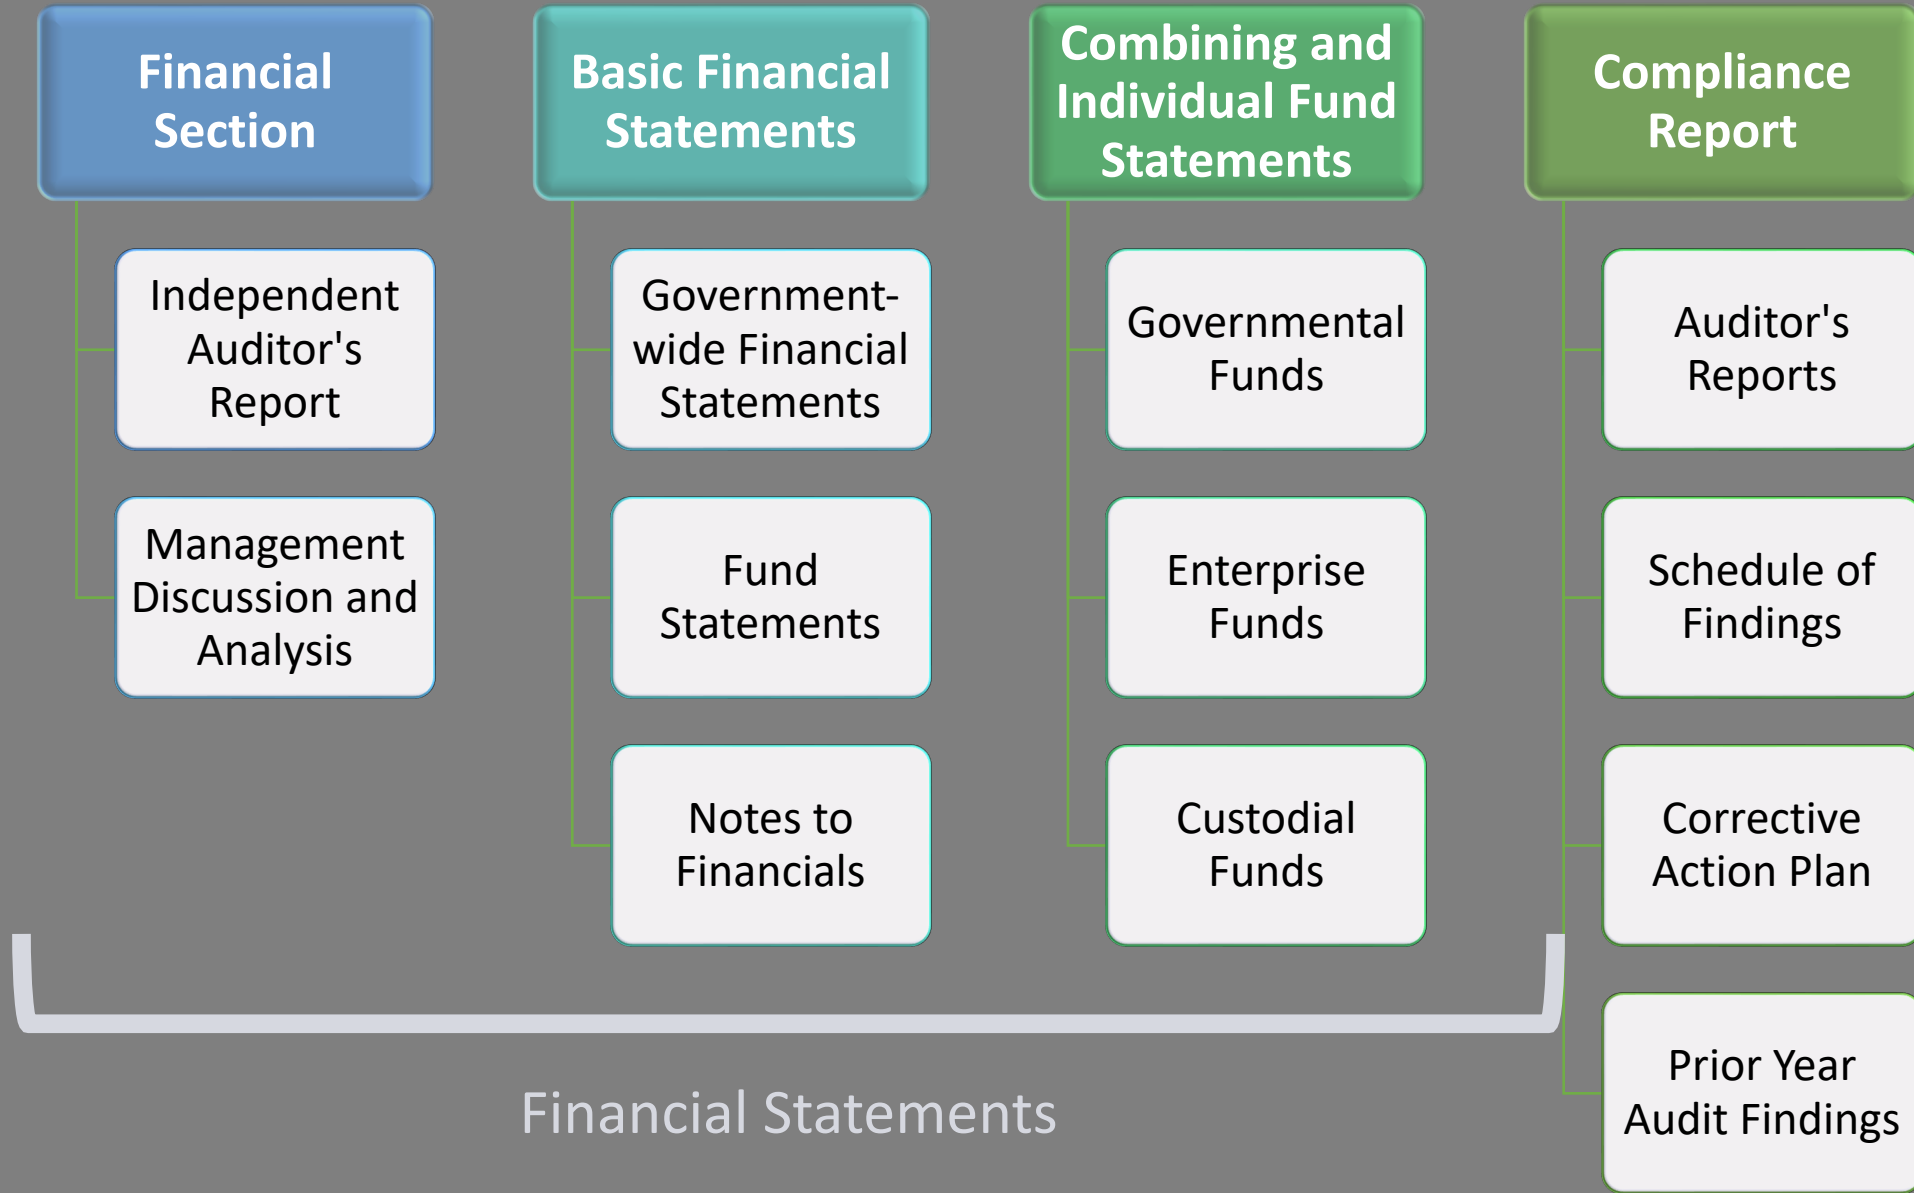 Financial
Section
Independent
Auditor's
Report
Management
Discussion and
Analysis
Basic Financial
Statements
Government-
wide Financial
Statements
Fund
Statements
Notes to
Financials
Combining and
Individual Fund
Statements
Governmental
Funds
Enterprise
Funds
Custodial
Funds
Compliance
Report
Auditor's
Reports
Schedule of
Findings
Corrective
Action Plan
Prior Year
Audit Findings
Financial Statements